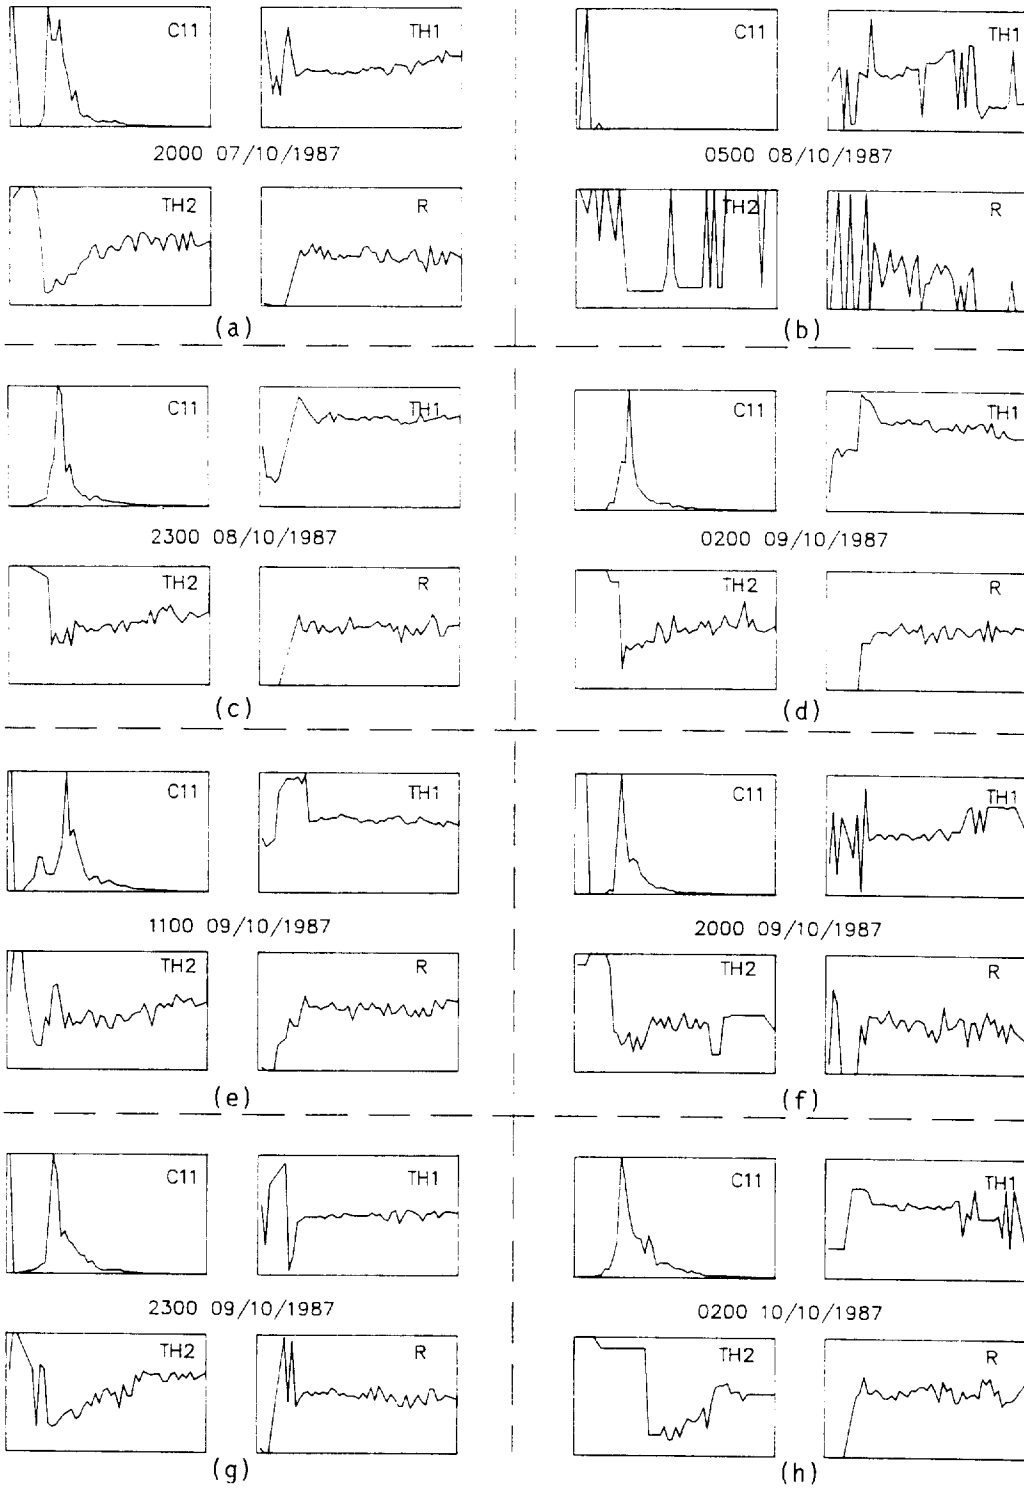 C11 TH1 C11 TH1
2000 07/10/1987 0500 08/10/1987
TH2 R TH2 R
(a) (b)
C11 TH1 C11 TH1
2300 08/10/1987 0200 09/10/1987
TH2 R TH2 R
(c) (d)
C11 TH1 C11 TH1
1100 09/10/1987 2000 09/10/1987
TH2 R TH2 R
(e) (f)
C11 TH1 C11 TH1
2300 09/10/1987 0200 10/10/1987
TH2 R TH2 R
(g) (h)